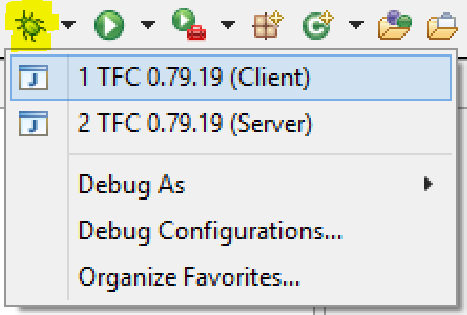 1 TFC 0.79.19 (Client)
2 TFC 0.79.19 (Server)
Debug As
Debug Configurations...
Organize Favorites...